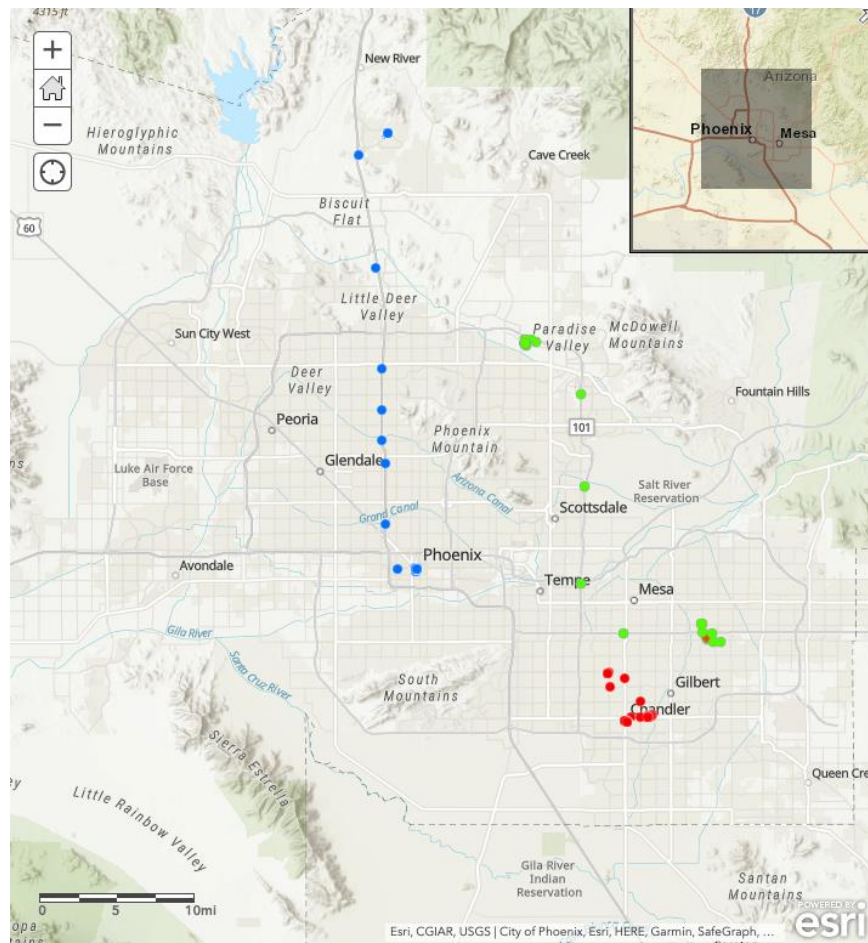 4315 ft
New River
17
Arizona
Phoenix
Mesa
Hieroglyphic
Mountains
Cave Creek
Biscuit
Flat
60
Little Deer
Valley
Sun City West
Paradise
Valley
McDowell
Mountains
Deer
Valley
Fountain Hills
Peoria
101
Phoenix
Mountain
Glendale
Luke Air Force
Base
Arizona Canal
Salt River
Reservation
Grand Canal
Scottsdale
Phoenix
Avondale
Tempe
Mesa
Gila River
Santa Cruz River
South
Mountains
Gilbert
Chandler
Sierra Estrella
Queen Cre
Little Rainbow Valley
Gila River
Indian
Reservation
Santan
Mountains
0 5 10mi
POWERED BY
esri
Esri, CGIAR, USGS | City of Phoenix, Esri, HERE, Garmin, SafeGraph, ...